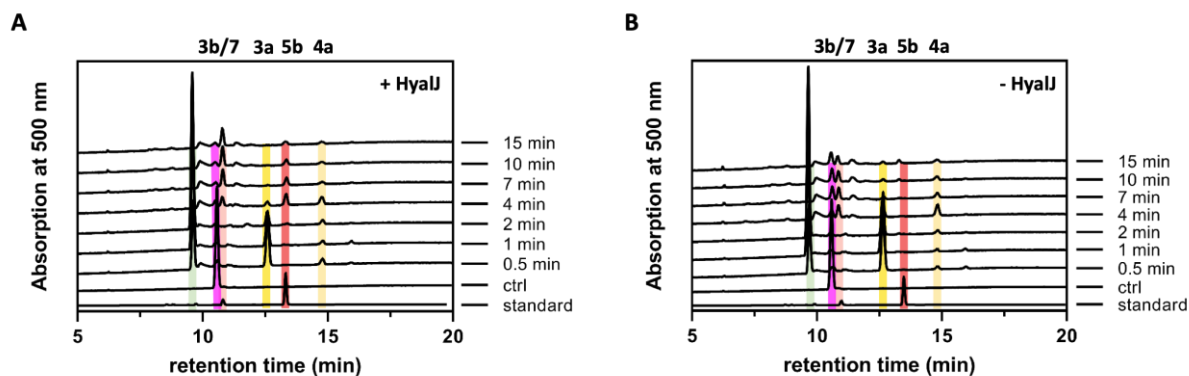 A
3b/7 3a 5b 4a
+ HyalJ
Absorption at 500 nm
15 min
10 min
7 min
4 min
2 min
1 min
0.5 min
ctrl
standard
5 10 15 20
retention time (min)
B
3b/7 3a 5b 4a
- HyalJ
Absorption at 500 nm
15 min
10 min
7 min
4 min
2 min
1 min
0.5 min
ctrl
standard
5 10 15 20
retention time (min)